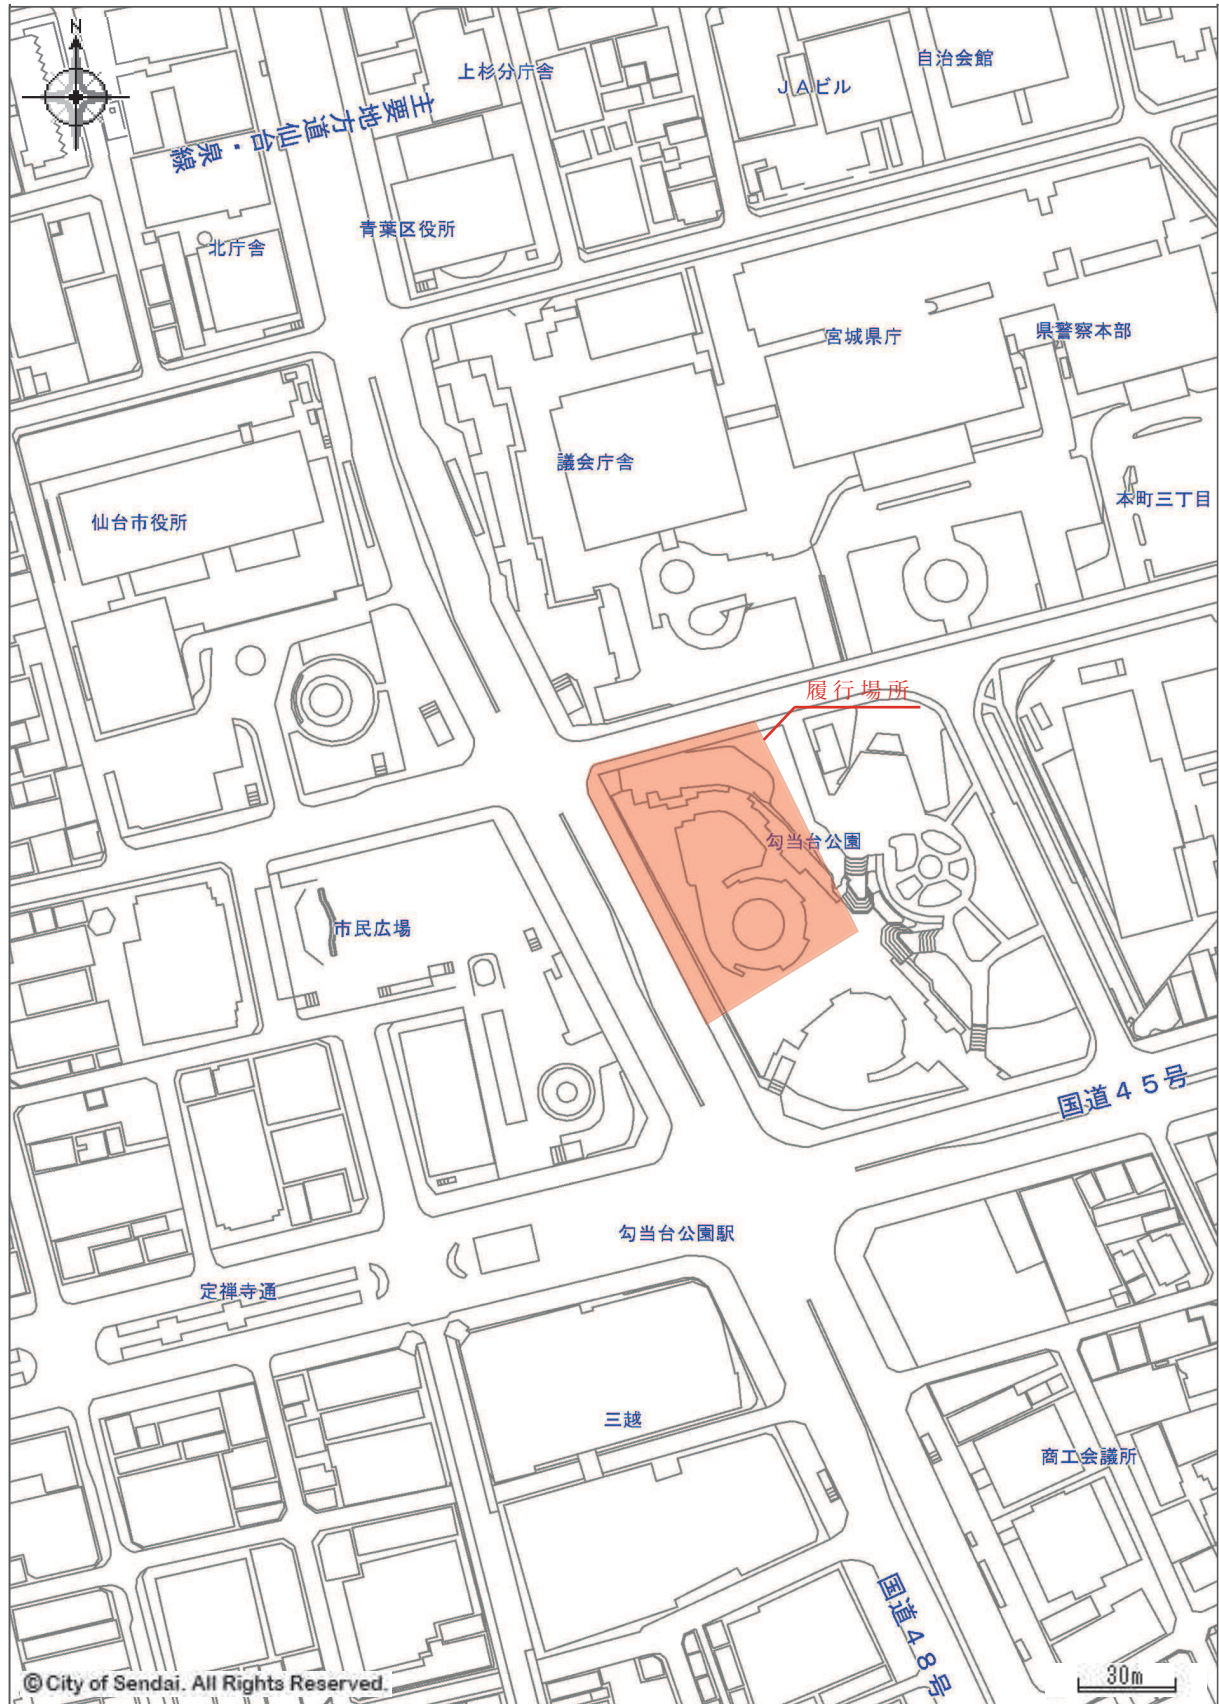 N
上杉分庁舎
自治会館
JAビル
主要地方道仙台・泉線
青葉区役所
北庁舎
宮城県庁
県警察本部
議会庁舎
本町三丁目
仙台市役所
履行場所
勾当台公園
市民広場
国道45号
勾当台公園駅
定禅寺通
三越
商工会議所
国道48号
© City of Sendai. All Rights Reserved.
30m